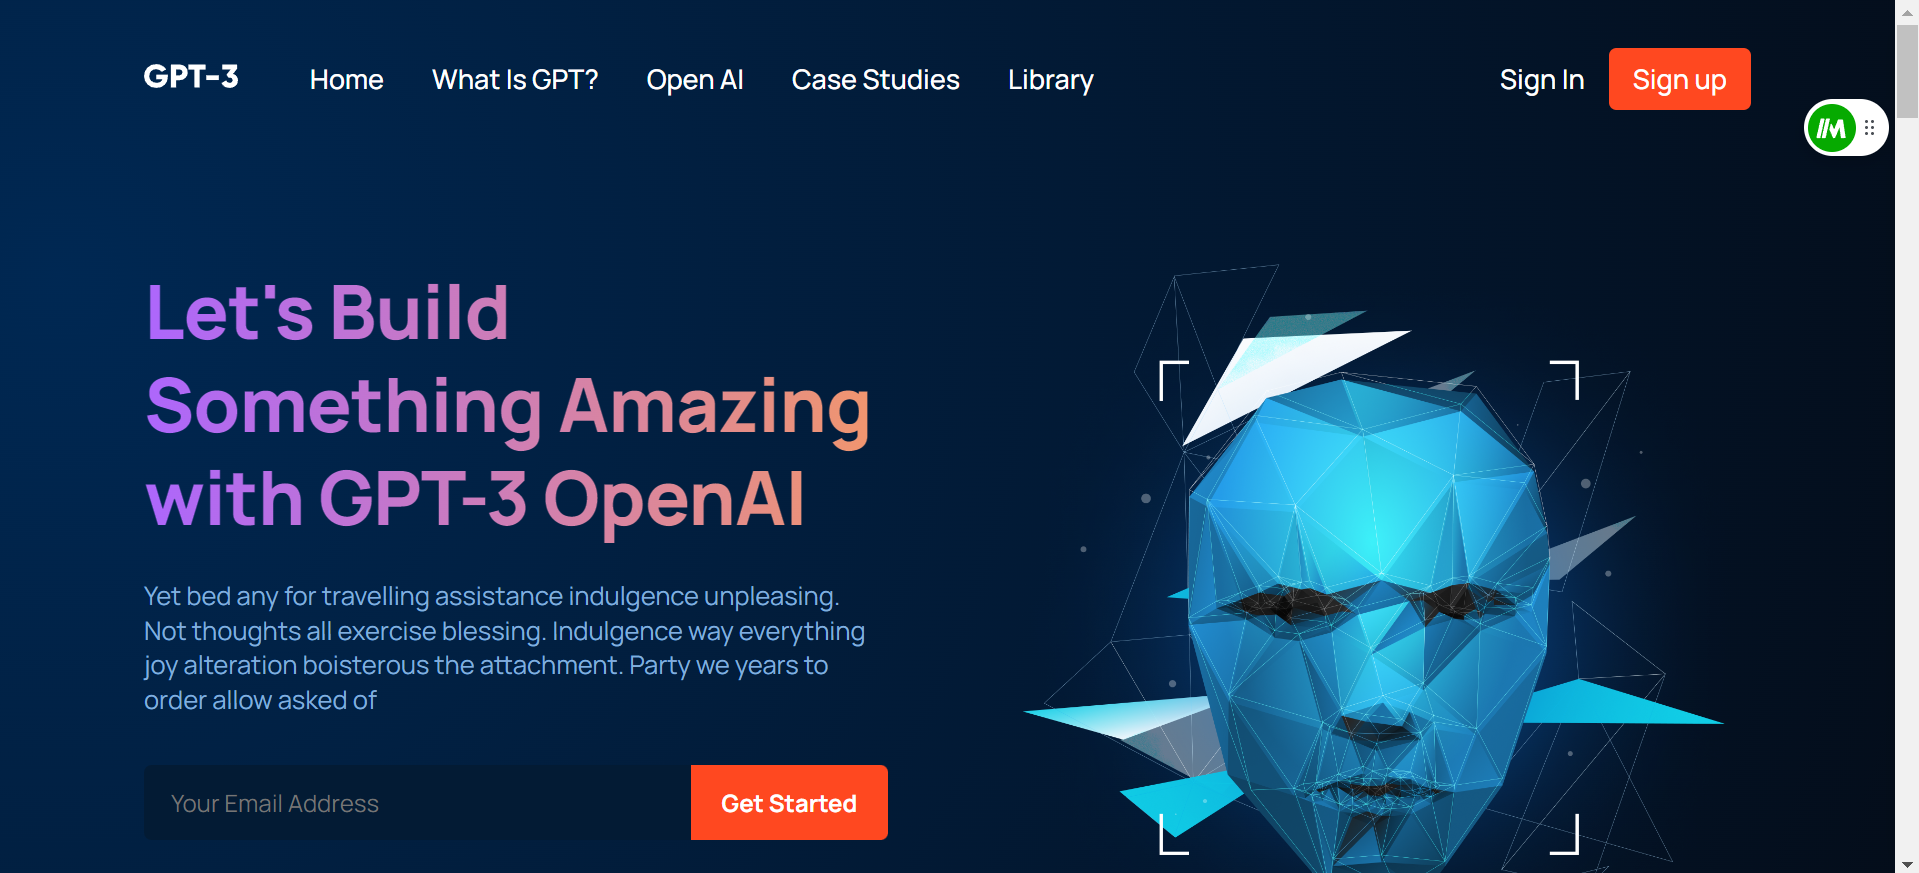 GPT-3 Home What Is GPT? Open AI Case Studies Library Sign In Sign up
Let's Build
Something Amazing
with GPT-3 OpenAI
Yet bed any for travelling assistance indulgence unpleasing.
Not thoughts all exercise blessing. Indulgence way everything
joy alteration boisterous the attachment. Party we years to
order allow asked of
Your Email Address Get Started